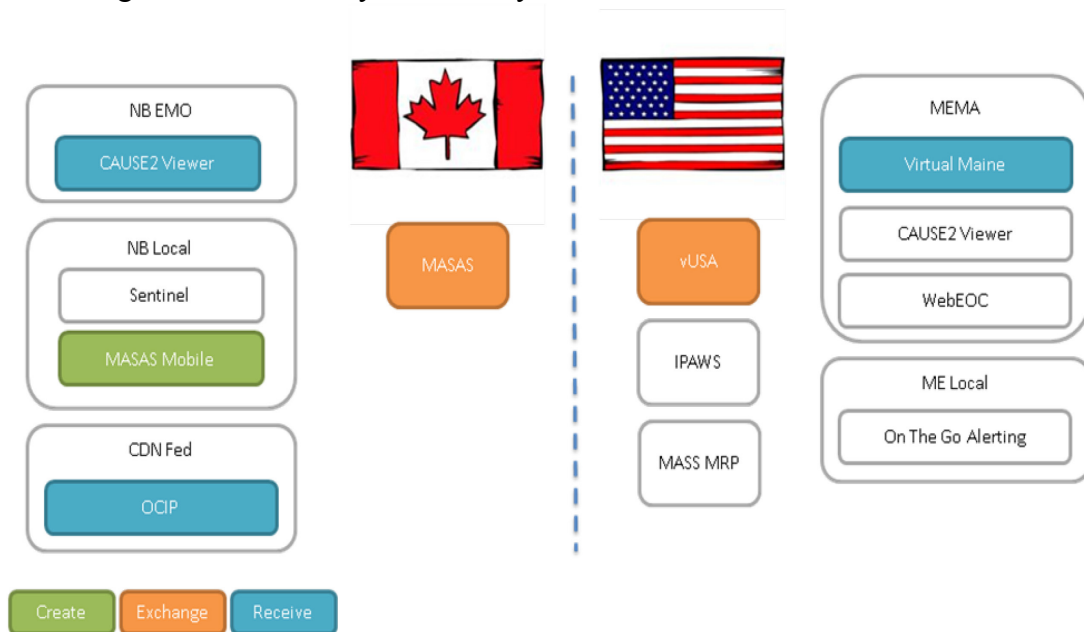 NB EMO
CAUSE2 Viewer
NB Local
Sentinel
MASAS Mobile
CDN Fed
OCIP
MASAS
vUSA
IPAWS
MASS MRP
MEMA
Virtual Maine
CAUSE2 Viewer
WebEOC
ME Local
On The Go Alerting
Create
Exchange
Receive